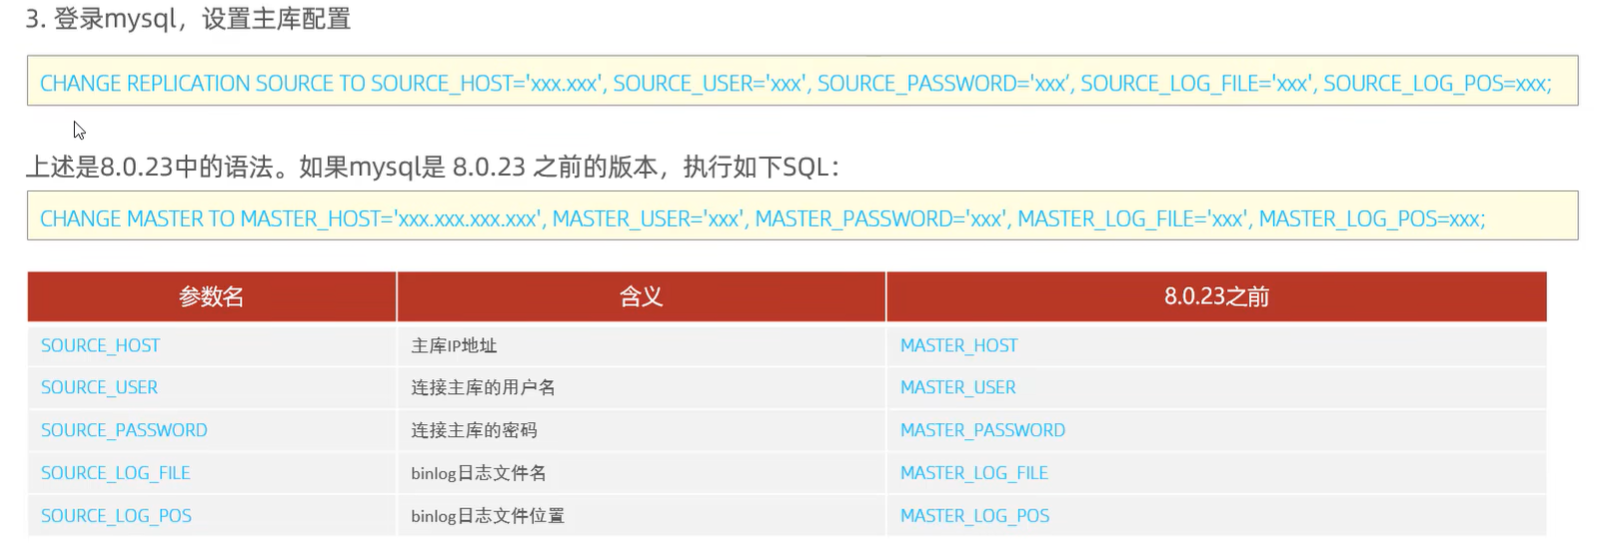 3. 登录mysql，设置主库配置
CHANGE REPLICATION SOURCE TO SOURCE_HOST='xxx.xxx', SOURCE_USER='xxx', SOURCE_PASSWORD='xxx', SOURCE_LOG_FILE='xxx', SOURCE_LOG_POS=xxx;
上述是8.0.23中的语法。如果mysql是 8.0.23 之前的版本，执行如下SQL：
CHANGE MASTER TO MASTER_HOST='xxx.xxx.xxx.xxx', MASTER_USER='xxx', MASTER_PASSWORD='xxx', MASTER_LOG_FILE='xxx', MASTER_LOG_POS=xxx;
参数名 含义 8.0.23之前
SOURCE_HOST 主库IP地址 MASTER_HOST
SOURCE_USER 连接主库的用户名 MASTER_USER
SOURCE_PASSWORD 连接主库的密码 MASTER_PASSWORD
SOURCE_LOG_FILE binlog日志文件名 MASTER_LOG_FILE
SOURCE_LOG_POS binlog日志文件位置 MASTER_LOG_POS